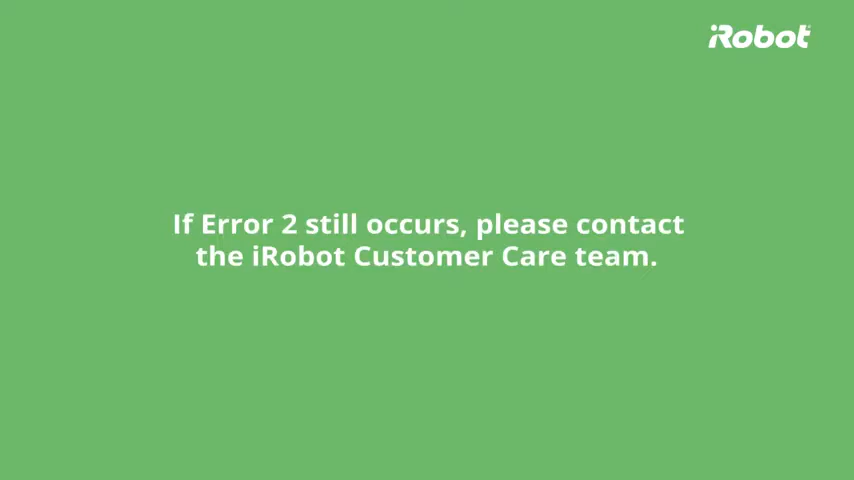 iRobot
If Error 2 still occurs, please contact
the iRobot Customer Care team.